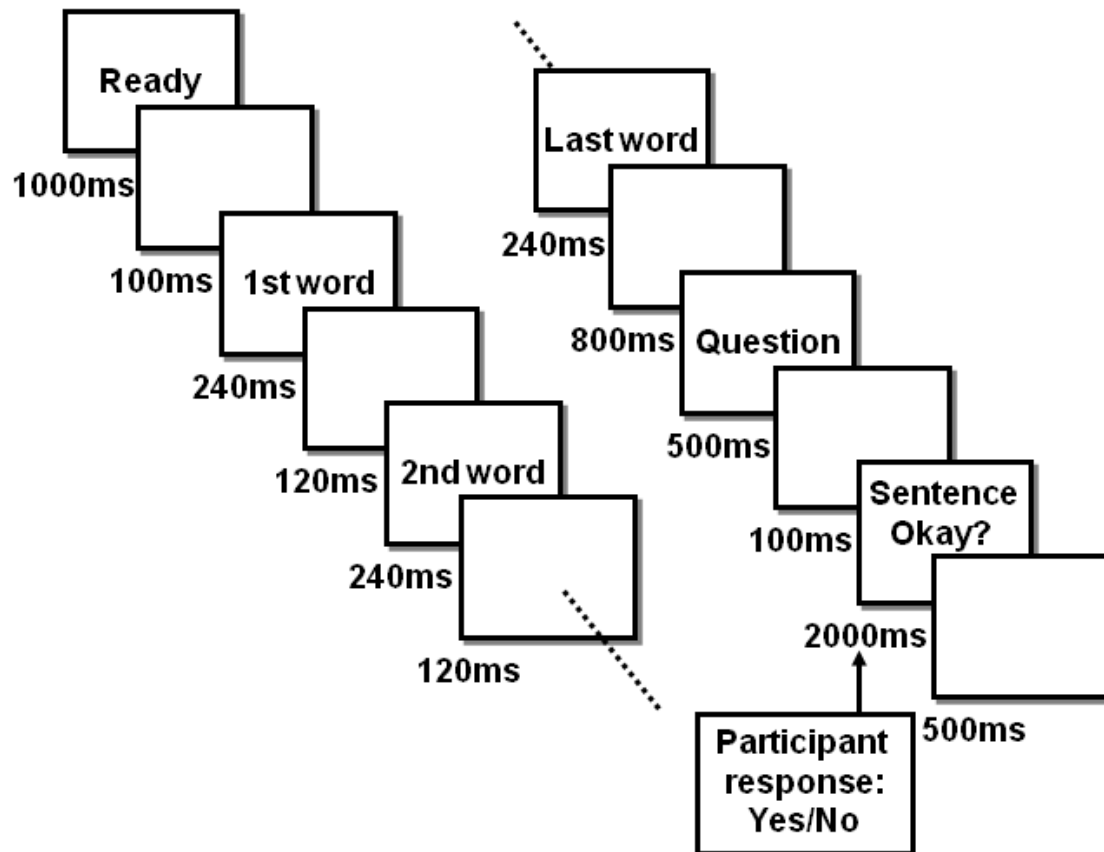 Ready
1000ms
100ms
1st word
240ms
120ms
2nd word
240ms
120ms
Last word
240ms
800ms
Question
500ms
100ms
Sentence
Okay?
2000ms
500ms
Participant
response:
Yes/No